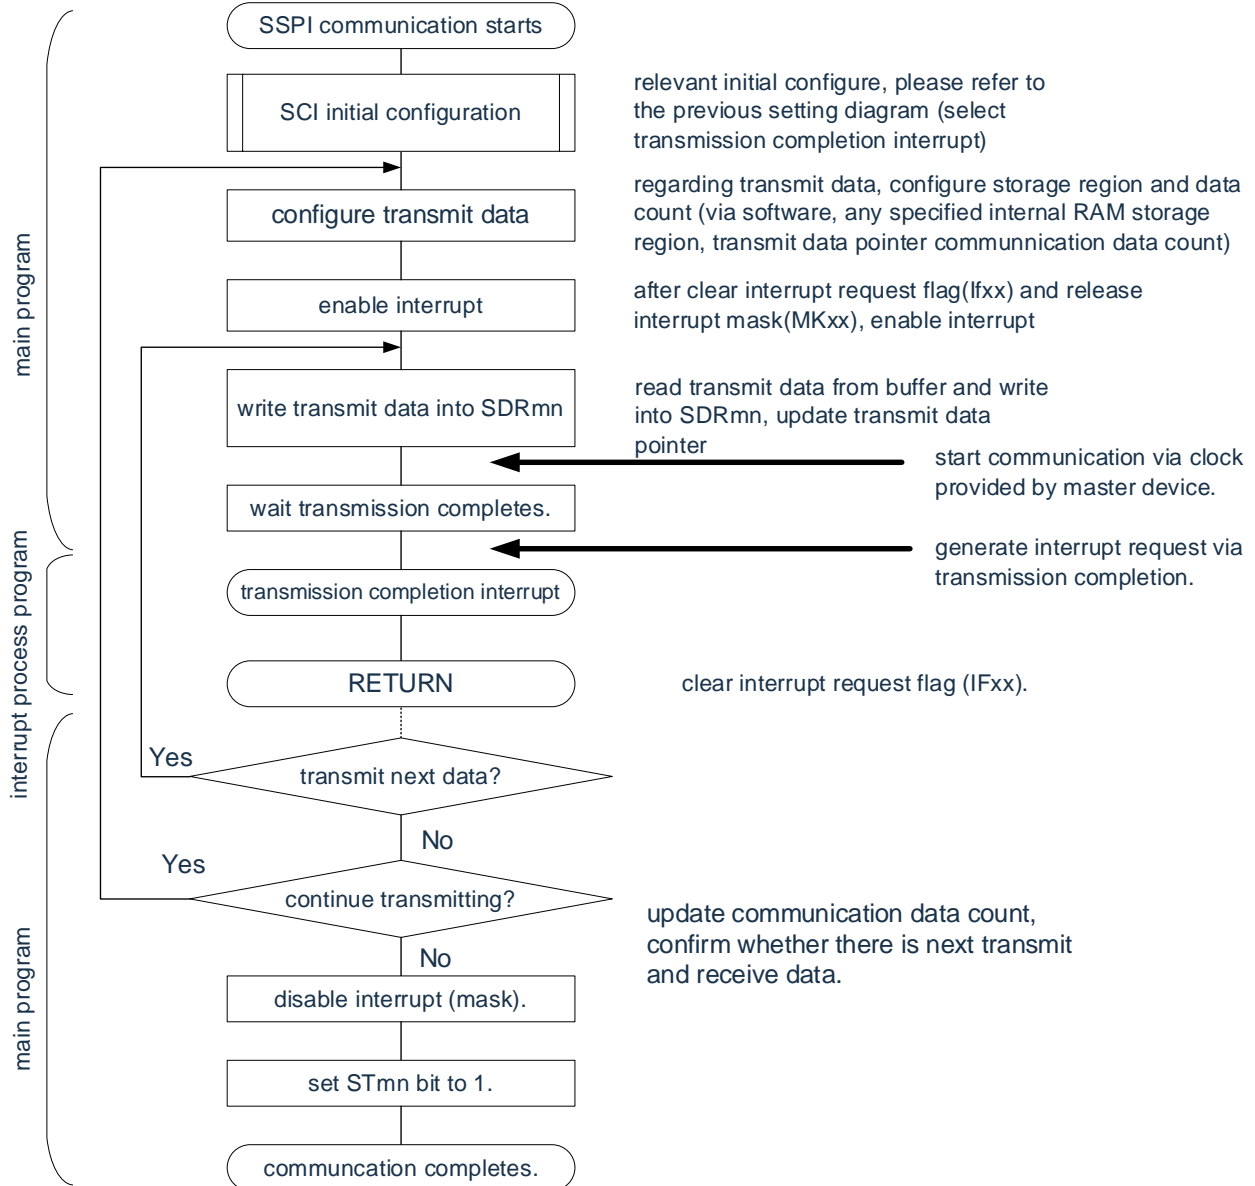 SSPI communication starts
SCI initial configuration
relevant initial configure, please refer to
the previous setting diagram (select
transmission completion interrupt)
configure transmit data
regarding transmit data, configure storage region and data
count (via software, any specified internal RAM storage
region, transmit data pointer communnication data count)
main program
enable interrupt
after clear interrupt request flag(Ifxx) and release
interrupt mask(MKxx), enable interrupt
write transmit data into SDRmn
read transmit data from buffer and write
into SDRmn, update transmit data
pointer
start communication via clock
provided by master device.
wait transmission completes.
generate interrupt request via
transmission completion.
interrupt process program
transmission completion interrupt
RETURN
clear interrupt request flag (IFxx).
Yes
transmit next data?
No
Yes
continue transmitting?
update communication data count,
confirm whether there is next transmit
and receive data.
No
main program
disable interrupt (mask).
set STmn bit to 1.
communcation completes.